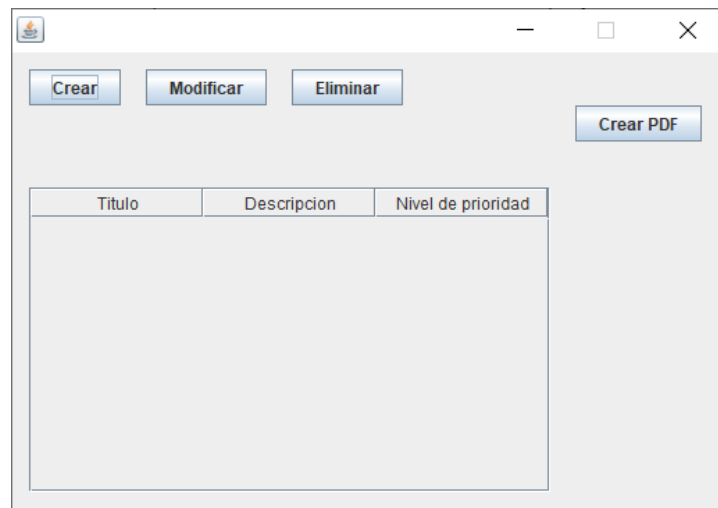 Crear Modificar Eliminar
Crear PDF
Titulo Descripcion Nivel de prioridad